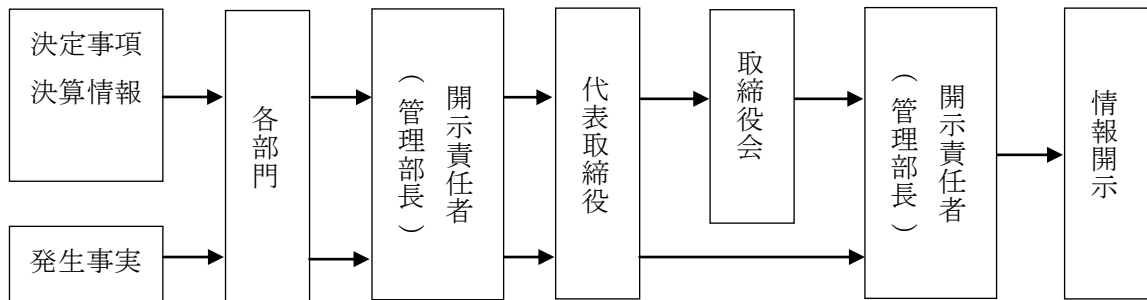 決定事項
決算情報
発生事実
各部門
開示責任者
（管理部長）
代表取締役
取締役会
開示責任者
（管理部長）
情報開示